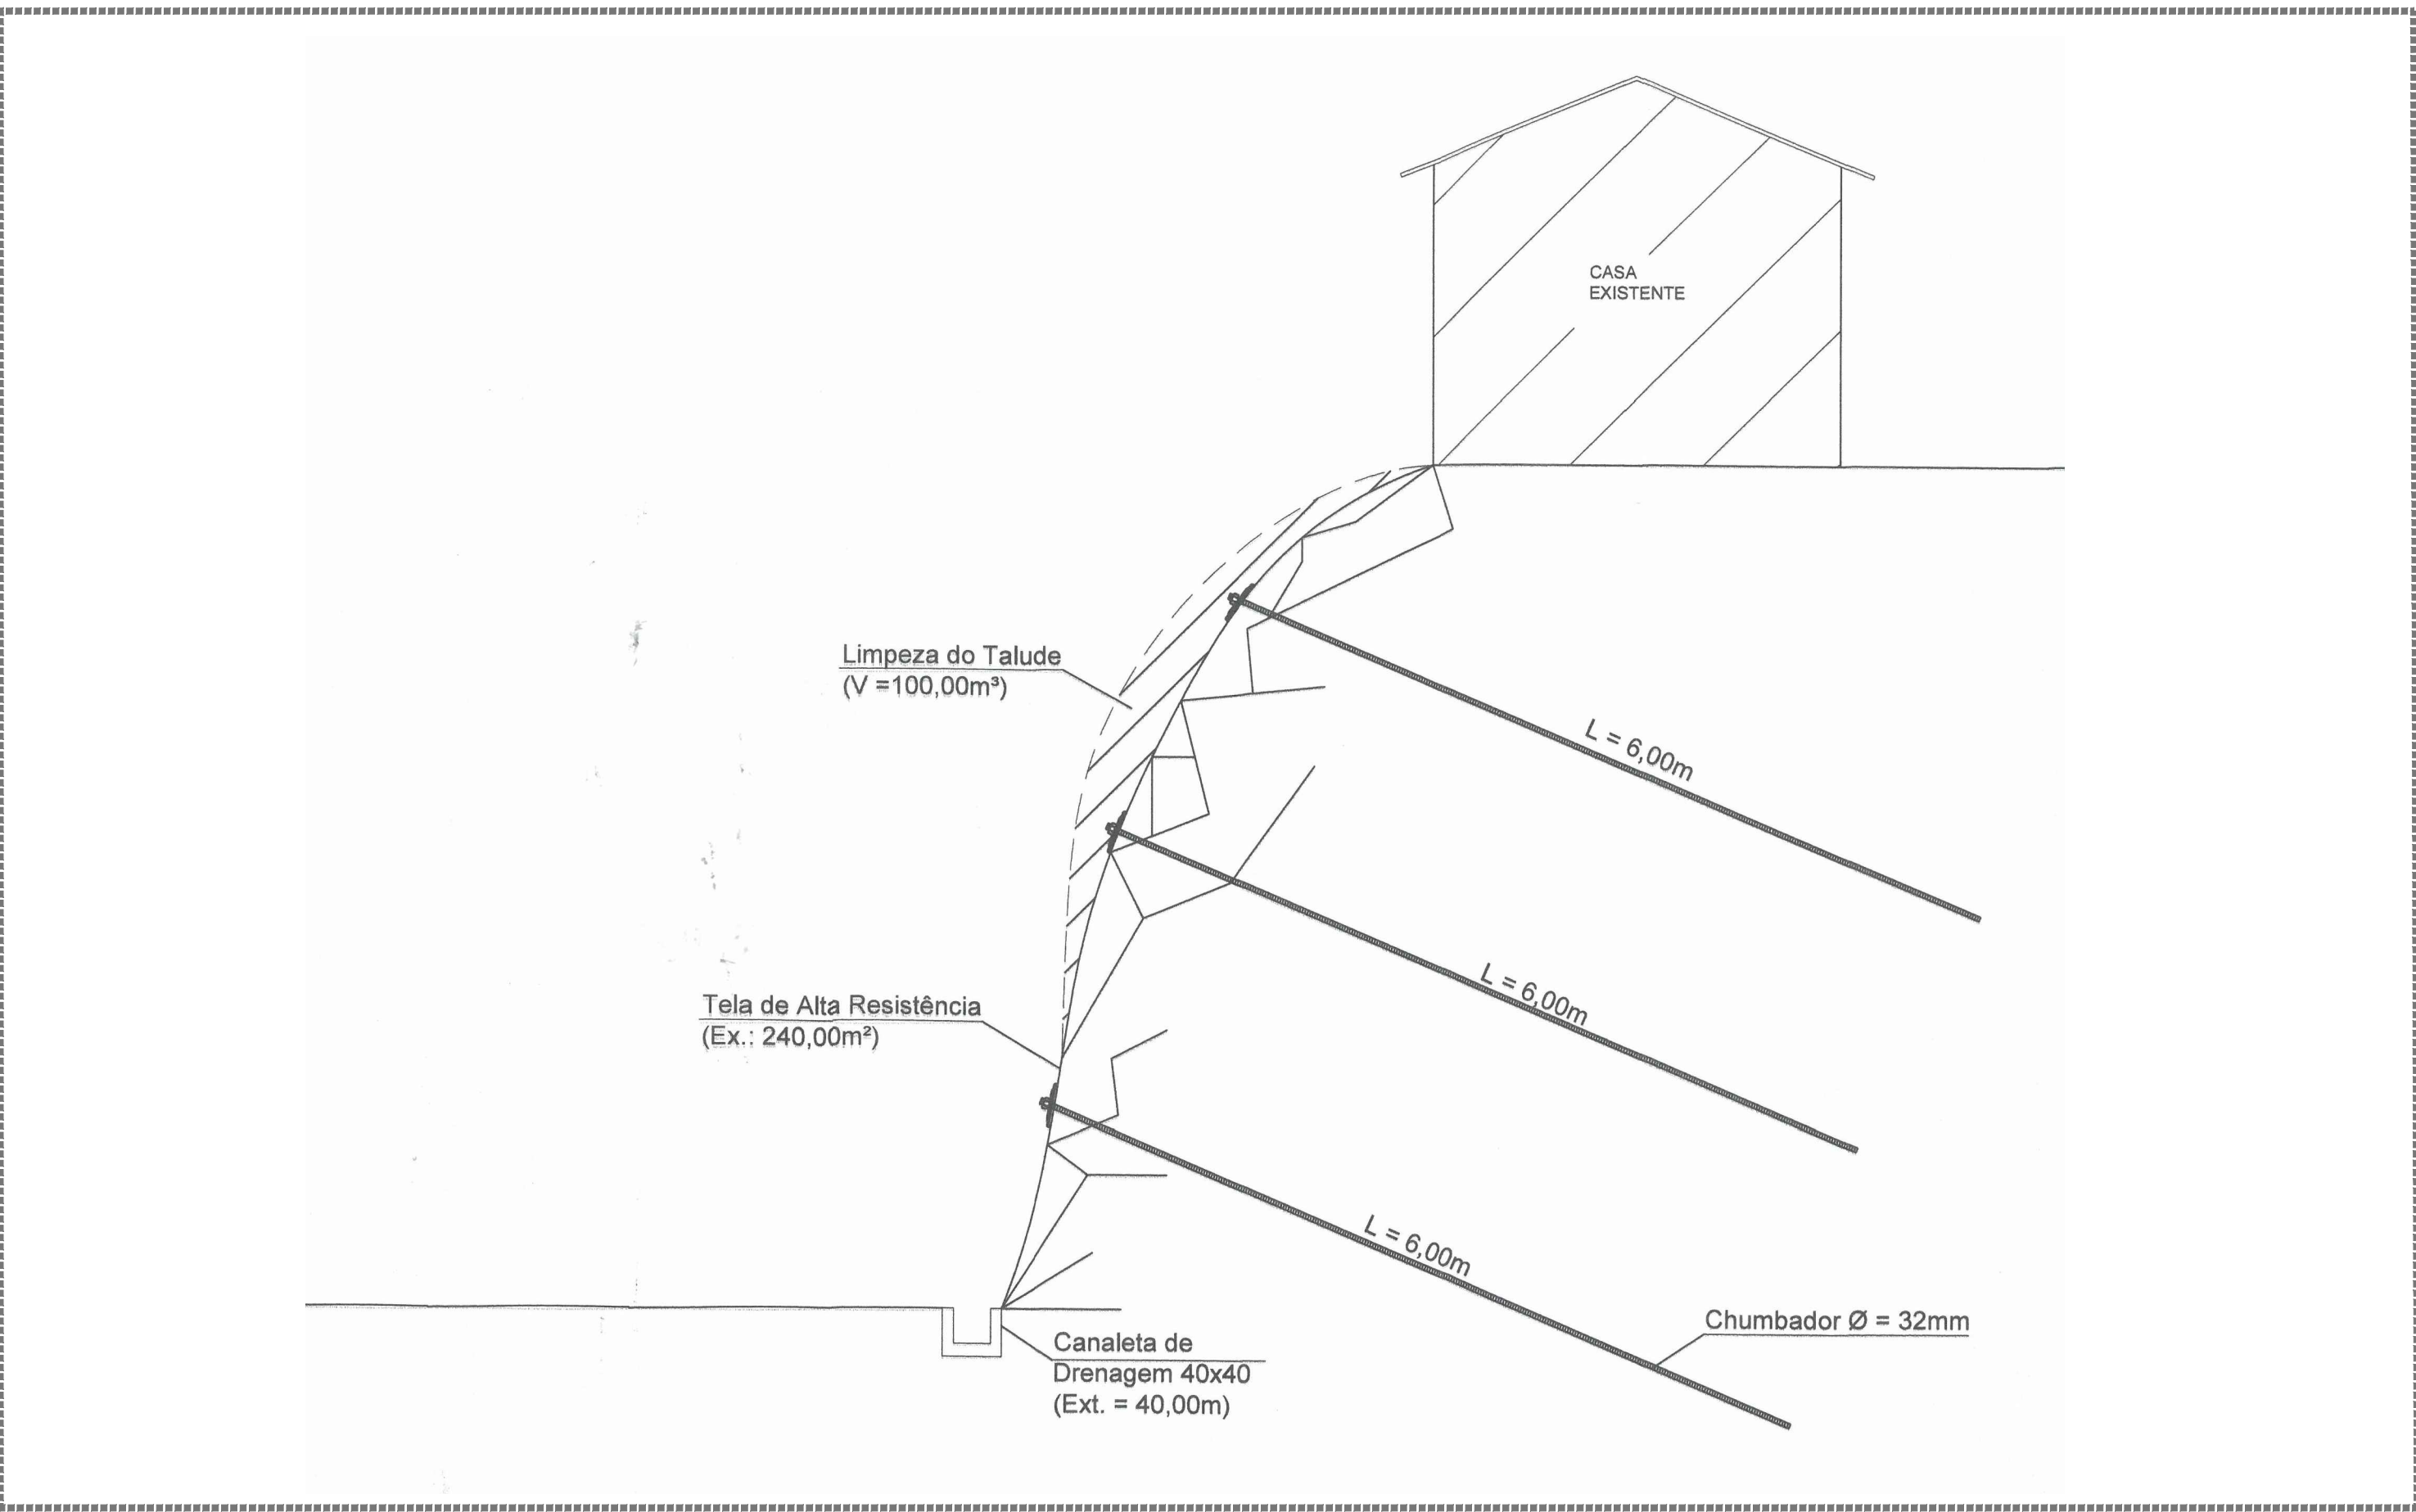 CASA
EXISTENTE
Limpeza do Talude
(V =100,00m³)
L = 6,00m
L = 6,00m
Tela de Alta Resistência
(Ex.: 240,00m²)
L = 6,00m
Chumbador Ø = 32mm
Canaleta de
Drenagem 40x40
(Ext. = 40,00m)